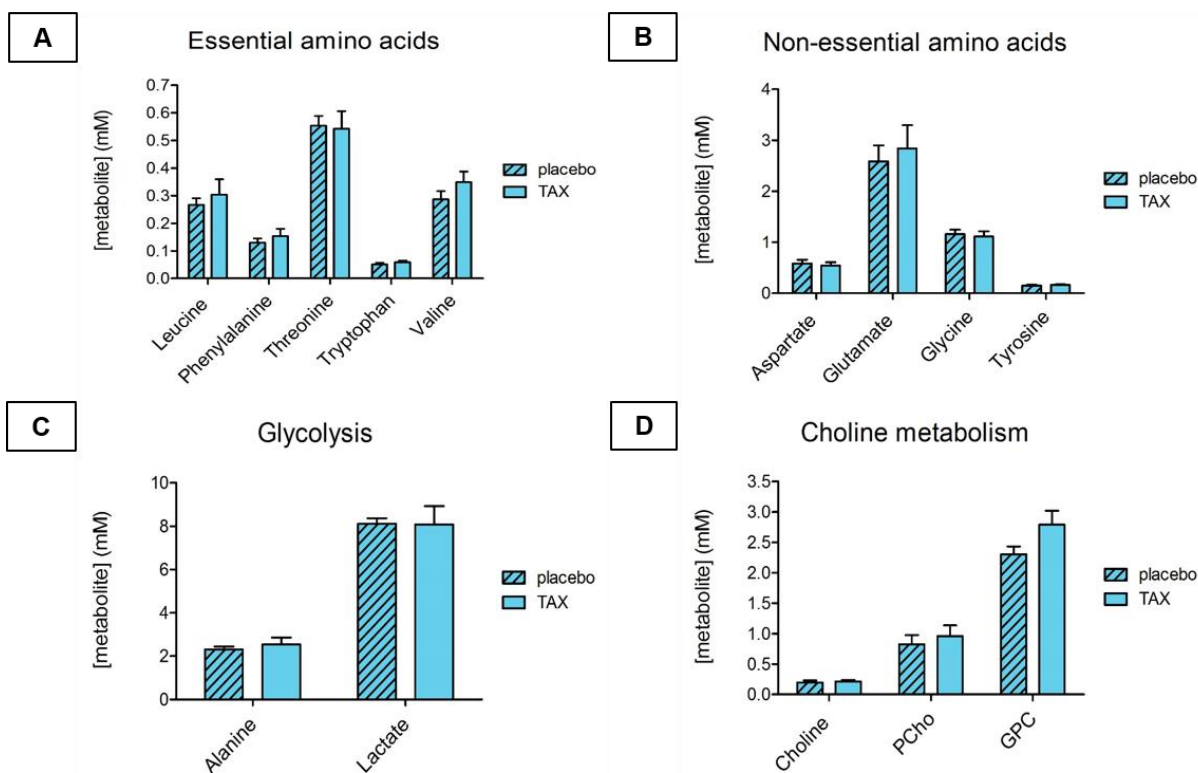 A
Essential amino acids
[metabolite] (mM)
0.7
0.6
0.5
0.4
0.3
0.2
0.1
0.0
Leucine
Phenylalanine
Threonine
Tryptophan
Valine
placebo
TAX
B
Non-essential amino acids
[metabolite] (mM)
4
3
2
1
0
Aspartate
Glutamate
Glycine
Tyrosine
placebo
TAX
C
Glycolysis
[metabolite] (mM)
10
8
6
4
2
0
Alanine
Lactate
placebo
TAX
D
Choline metabolism
[metabolite] (mM)
3.5
3.0
2.5
2.0
1.5
1.0
0.5
0.0
Choline
PCho
GPC
placebo
TAX